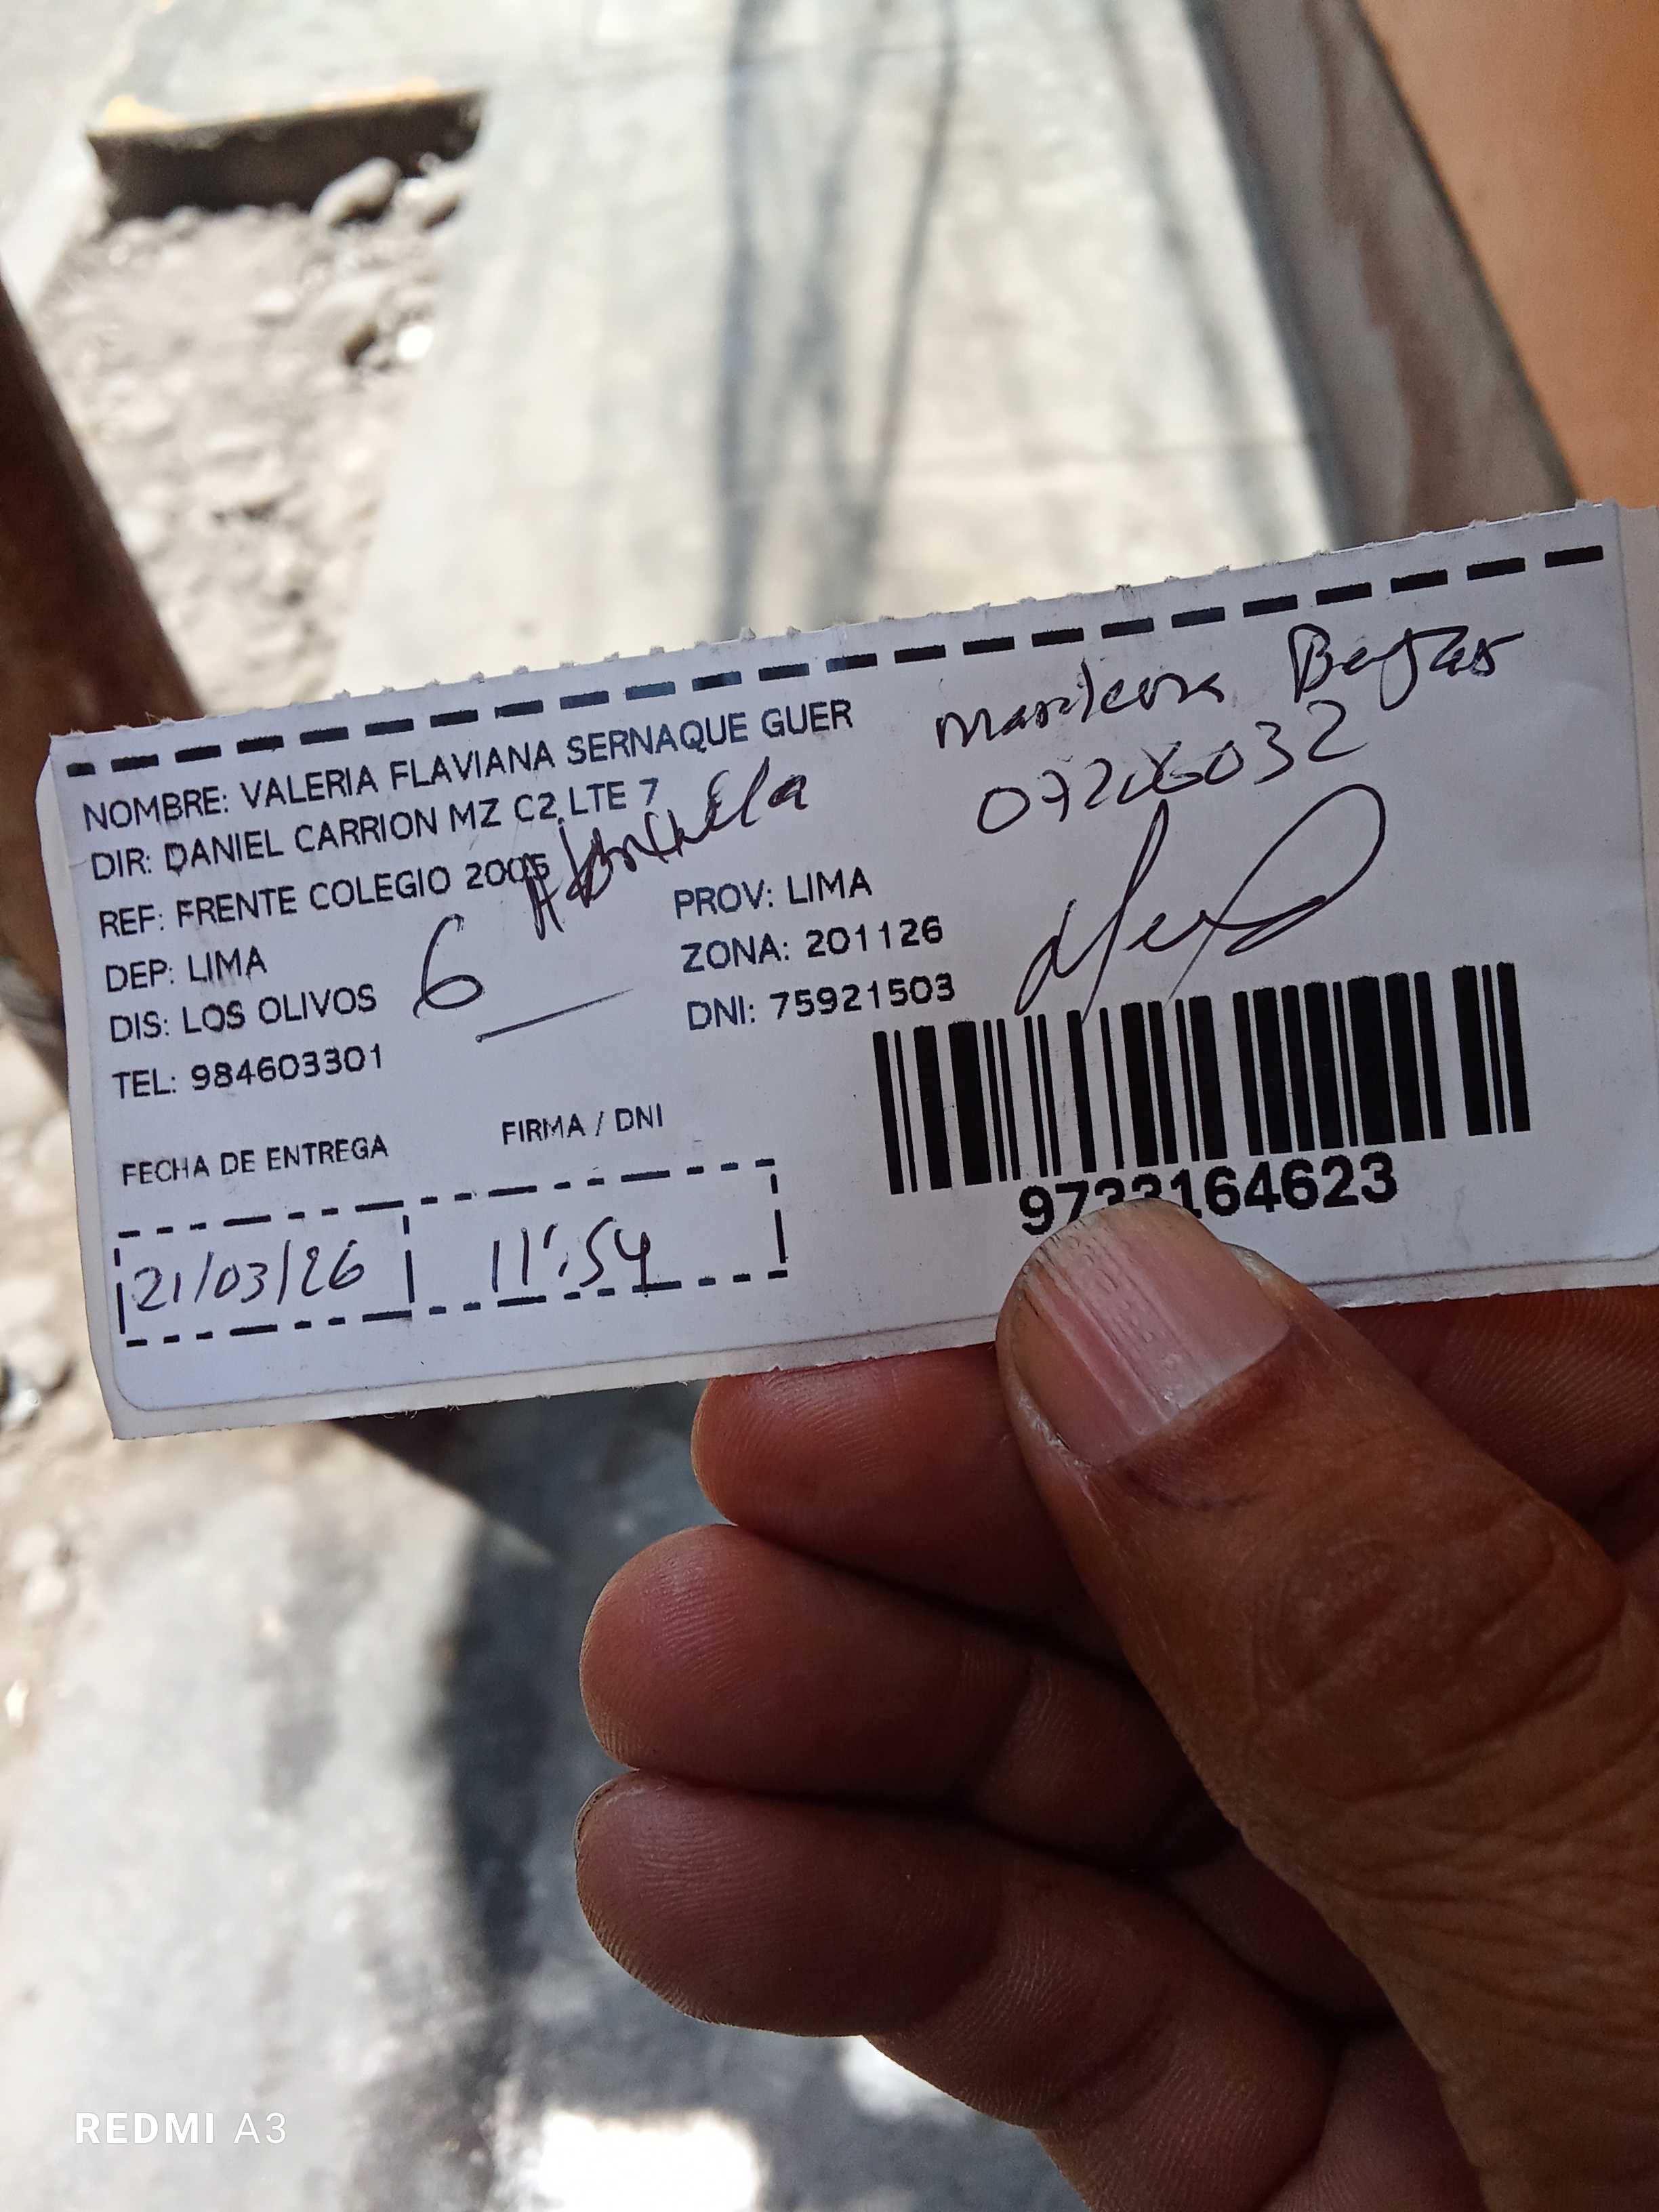 NOMBRE: VALERIA FLAVIANA SERNAQUE GUER
DIR: DANIEL CARRION MZ C2 LTE 7
REF: FRENTE COLEGIO 2005
DEP: LIMA
PROV: LIMA
DIS: LOS OLIVOS
6
ZONA: 201126
TEL: 984603301
DNI: 75921503
FECHA DE ENTREGA
FIRMA / DNI
21/03/26
11:54
164623
REDMI A3